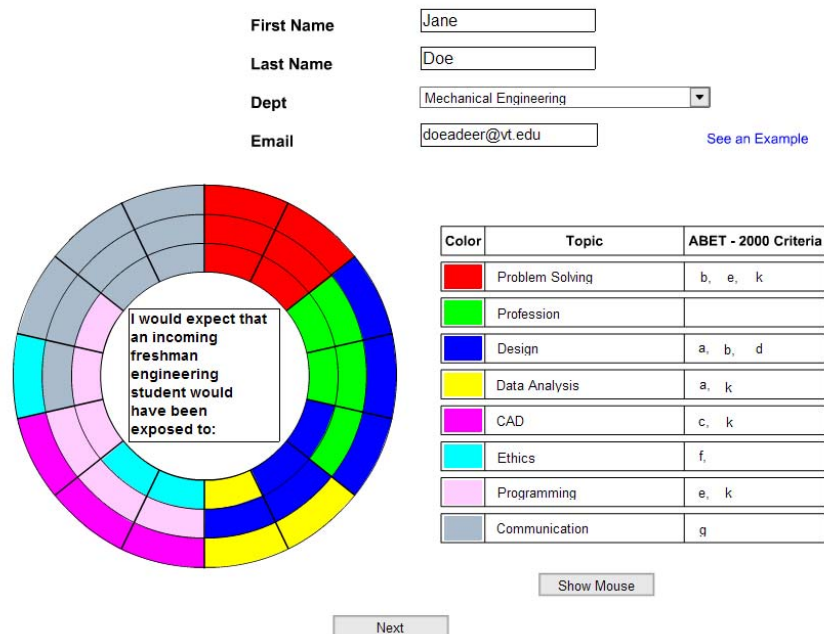 First Name Jane
Last Name Doe
Dept Mechanical Engineering
Email doeadeer@vt.edu
See an Example
I would expect that
an incoming
freshman
engineering
student would
have been
exposed to:
Color Topic ABET - 2000 Criteria
Problem Solving b, e, k
Profession
Design a, b, d
Data Analysis a, k
CAD c, k
Ethics f,
Programming e, k
Communication g
Show Mouse
Next